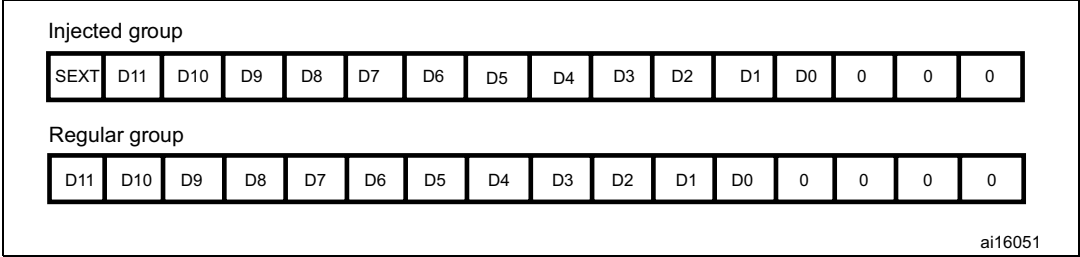 Injected group
SEXT D11 D10 D9 D8 D7 D6 D5 D4 D3 D2 D1 D0 0 0 0
Regular group
D11 D10 D9 D8 D7 D6 D5 D4 D3 D2 D1 D0 0 0 0 0
ai16051